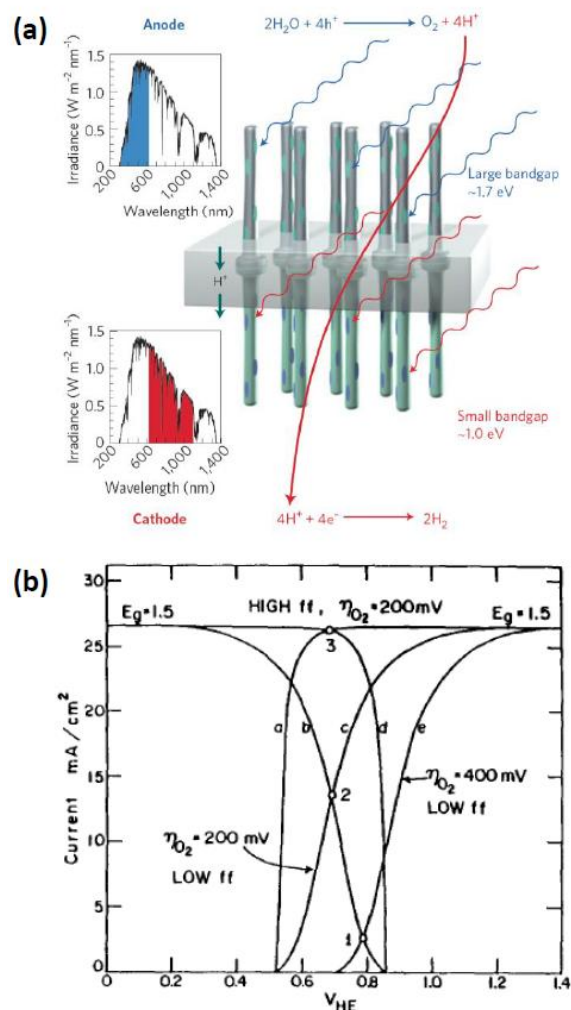 (a)
Anode
2H2O + 4h+ → O2 + 4H+
Irradiance (W m-2 nm-1)
1.5
1.0
0.5
0
200
600
1,000
1,400
Wavelength (nm)
Large bandgap
~1.7 eV
H+
Irradiance (W m-2 nm-1)
1.5
1.0
0.5
0
200
600
1,000
1,400
Wavelength (nm)
Small bandgap
~1.0 eV
Cathode
4H+ + 4e- → 2H2
(b)
Current mA/cm2
30
25
20
15
10
5
0
Eg=1.5
HIGH ff, ηO2=200mV
Eg=1.5
3
a
b
c
d
e
ηO2=400 mV
LOW ff
2
ηO2=200 mV
LOW ff
1
0
0.2
0.4
0.6
0.8
1.0
1.2
1.4
VHE